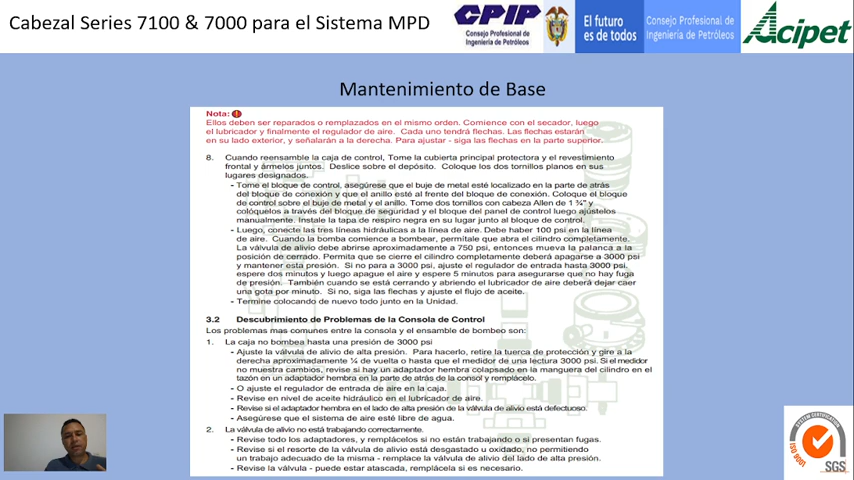 Cabezal Series 7100 & 7000 para el Sistema MPD
CPIP
Consejo Profesional de
Ingeniería de Petróleos
El futuro
es de todos
Consejo Profesional de
Ingeniería de Petróleos
Acipet
Mantenimiento de Base
Nota:
Ellos deben ser reparados o remplazados en el mismo orden. Comience con el secador, luego
el lubricador y finalmente el regulador de aire. Cada uno tendrá flechas. Las flechas estarán
en su lado exterior, y señalarán a la derecha. Para ajustar - siga las flechas en la parte superior.
8. Cuando reensamble la caja de control, Tome la cubierta principal protectora y el revestimiento
frontal y ármelos juntos. Deslice sobre el depósito. Coloque los dos tornillos planos en sus
lugares designados.
- Tome el bloque de control, asegúrese que el buje de metal esté localizado en la parte de atrás
del bloque de conexión y que el anillo esté al frente del bloque de conexión. Coloque el bloque
de control sobre el buje de metal y el anillo. Tome dos tornillos con cabeza Allen de 1 ¾" y
colóquelos a través del bloque de seguridad y el bloque del panel de control luego ajústelos
manualmente. Instale la tapa de respiro negra en su lugar junto al bloque de control.
- Luego, conecte las tres líneas hidráulicas a la línea de aire. Debe haber 100 psi en la línea
de aire. Cuando la bomba comience a bombear, permítale que abra el cilindro completamente.
La válvula de alivio debe abrirse aproximadamente a 750 psi, entonces mueva la palanca a la
posición de cerrado. Permita que se cierre el cilindro completamente deberá apagarse a 3000 psi
y mantener esta presión. Si no para a 3000 psi, ajuste el regulador de entrada hasta 3000 psi,
espere dos minutos y luego apague el aire y espere 5 minutos para asegurarse que no hay fuga
de presión. También cuando se está cerrando y abriendo el lubricador de aire deberá dejar caer
una gota por minuto. Si no, siga las flechas y ajuste el flujo de aceite.
- Termine colocando de nuevo todo junto en la Unidad.
3.2 Descubrimiento de Problemas de la Consola de Control
Los problemas mas comunes entre la consola y el ensamble de bombeo son:
1. La caja no bombea hasta una presión de 3000 psi
- Ajuste la válvula de alivio de alta presión. Para hacerlo, retire la tuerca de protección y gire a la
derecha aproximadamente ¼ de vuelta o hasta que el medidor de una lectura 3000 psi. Si el medidor
no muestra cambios, revise si hay un adaptador hembra colapsado en la manguera del cilindro en el
tazón en un adaptador hembra en la parte de atrás de la consol y remplácelo.
- O ajuste el regulador de entrada de aire en la caja.
- Revise en nivel de aceite hidráulico en el lubricador de aire.
- Revise si el adaptador hembra en el lado de alta presión de la válvula de alivio está defectuoso.
- Asegúrese que el sistema de aire esté libre de agua.
2. La válvula de alivio no está trabajando correctamente.
- Revise todo los adaptadores, y remplácelos si no están trabajando o si presentan fugas.
- Revise si el resorte de la válvula de alivio está desgastado u oxidado, no permitiendo
un trabajo adecuado de la misma - remplace la válvula de alivio del lado de alta presión.
- Revise la válvula - puede estar atascada, remplácela si es necesario.
SYSTEM CERTIFICATION
ISO 9001
SGS